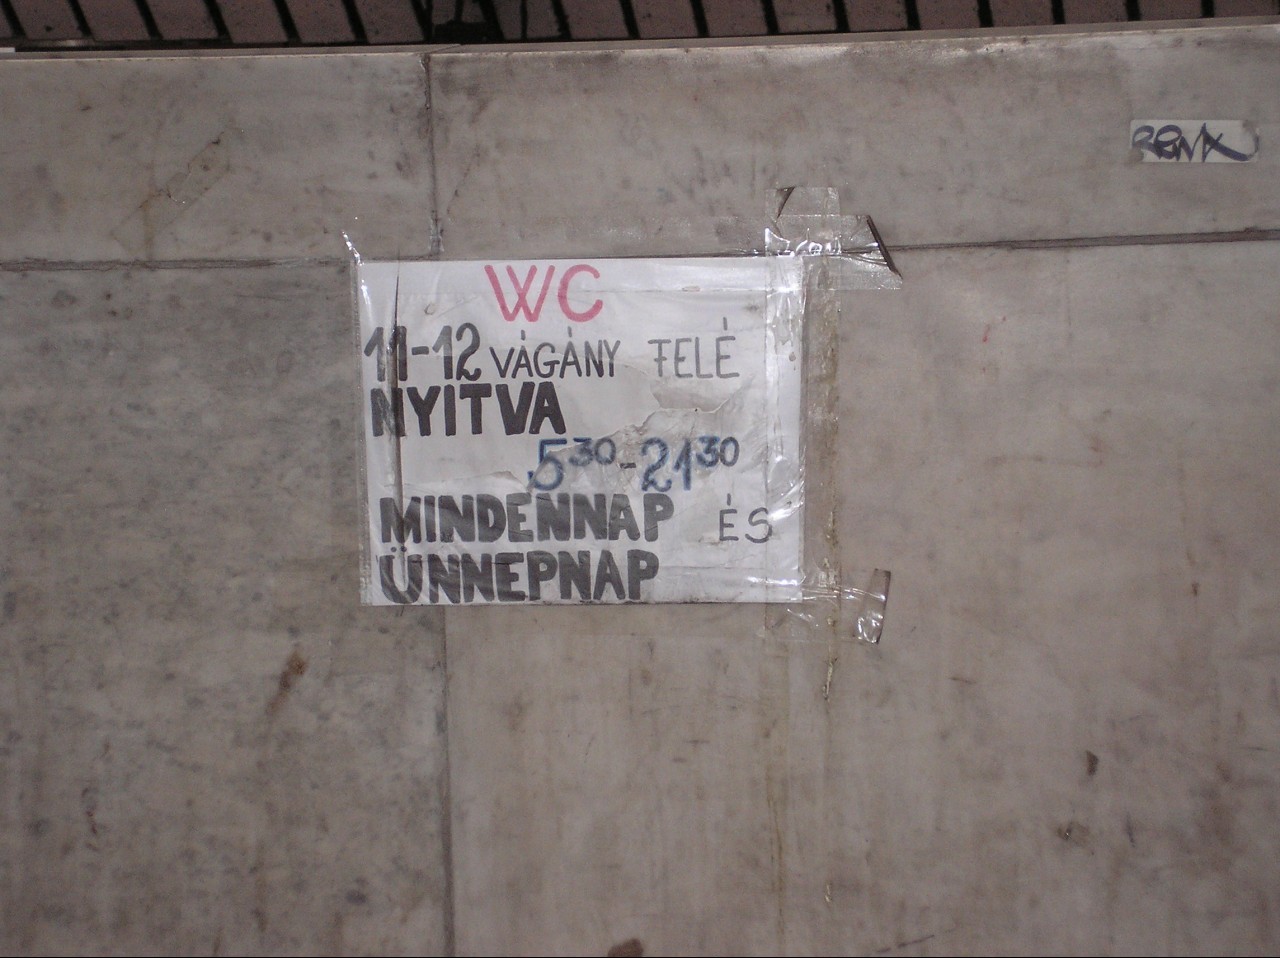 WC
11-12 VÁGÁNY FELÉ
NYITVA
5³⁰-21³⁰
MINDENNAP ÉS
ÜNNEPNAP